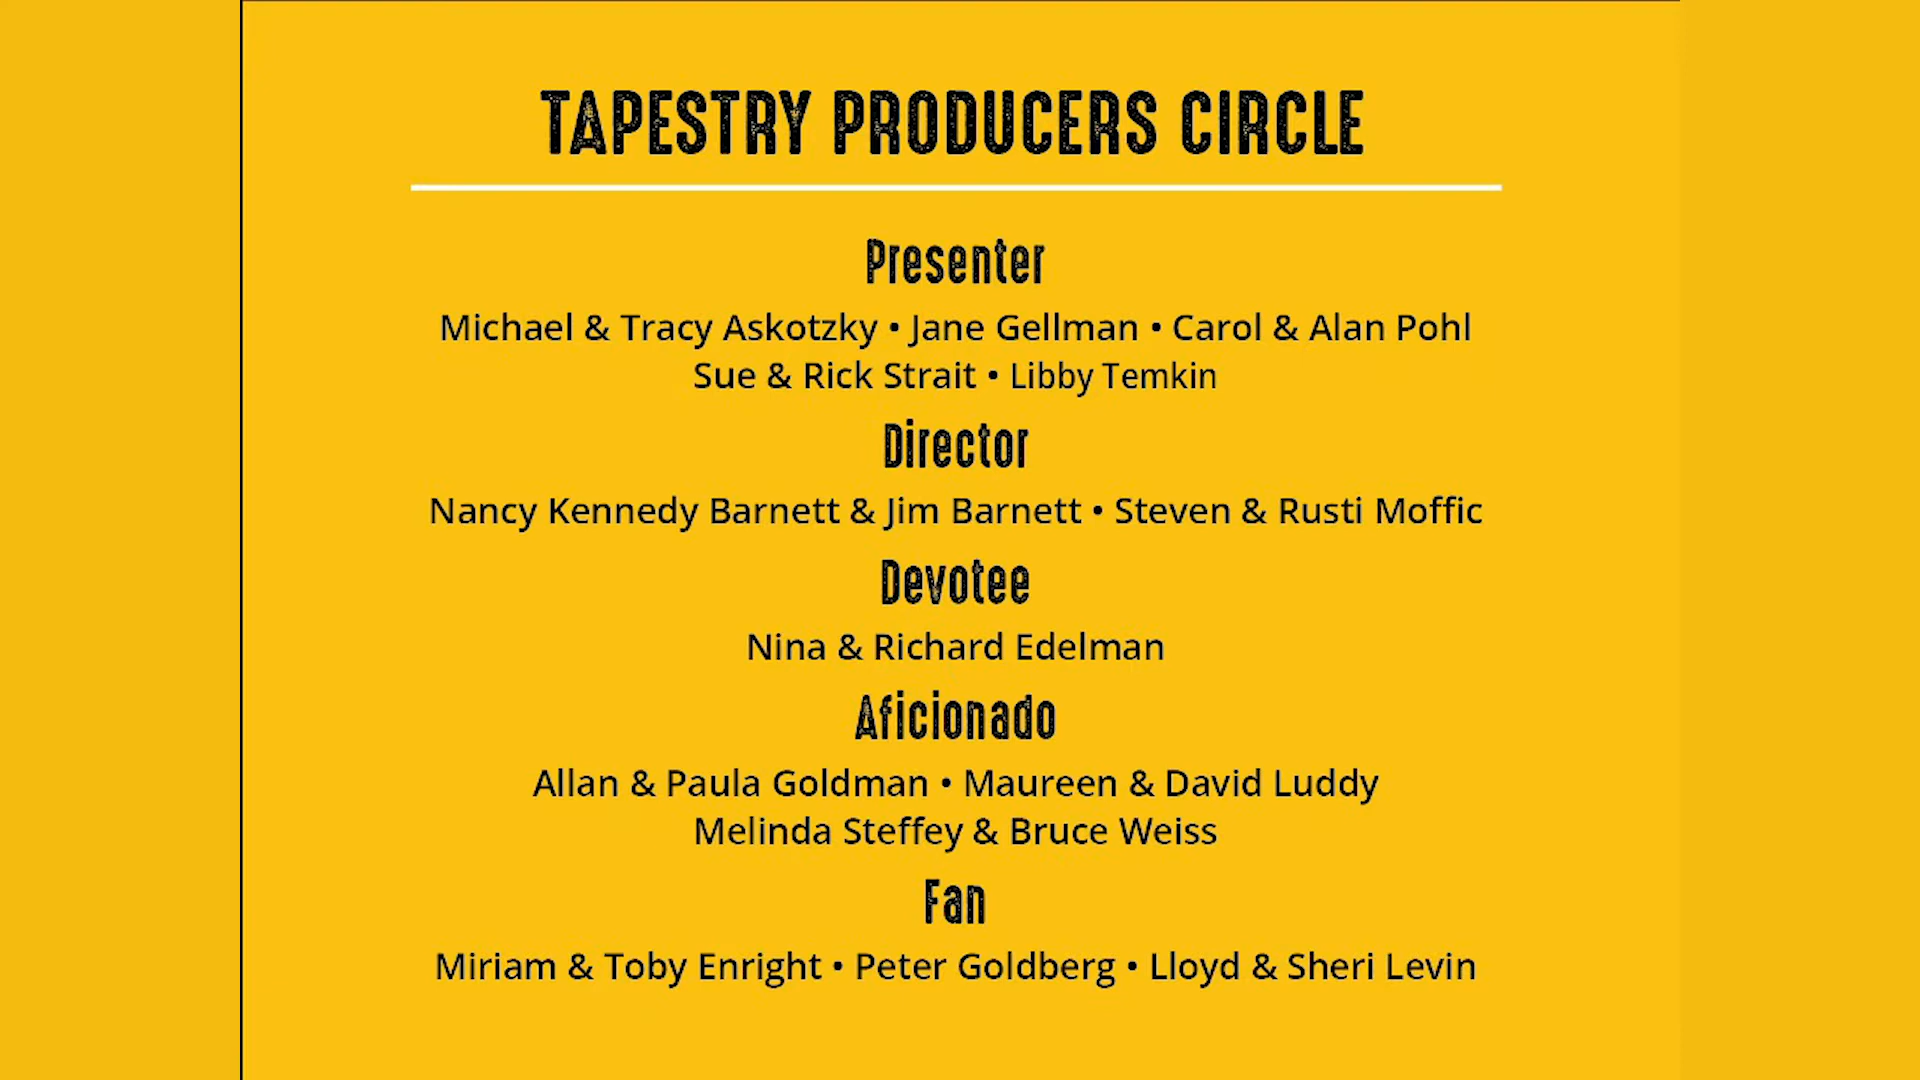 TAPESTRY PRODUCERS CIRCLE
Presenter
Michael & Tracy Askotzky • Jane Gellman • Carol & Alan Pohl
Sue & Rick Strait • Libby Temkin
Director
Nancy Kennedy Barnett & Jim Barnett • Steven & Rusti Moffic
Devotee
Nina & Richard Edelman
Aficionado
Allan & Paula Goldman • Maureen & David Luddy
Melinda Steffey & Bruce Weiss
Fan
Miriam & Toby Enright • Peter Goldberg • Lloyd & Sheri Levin